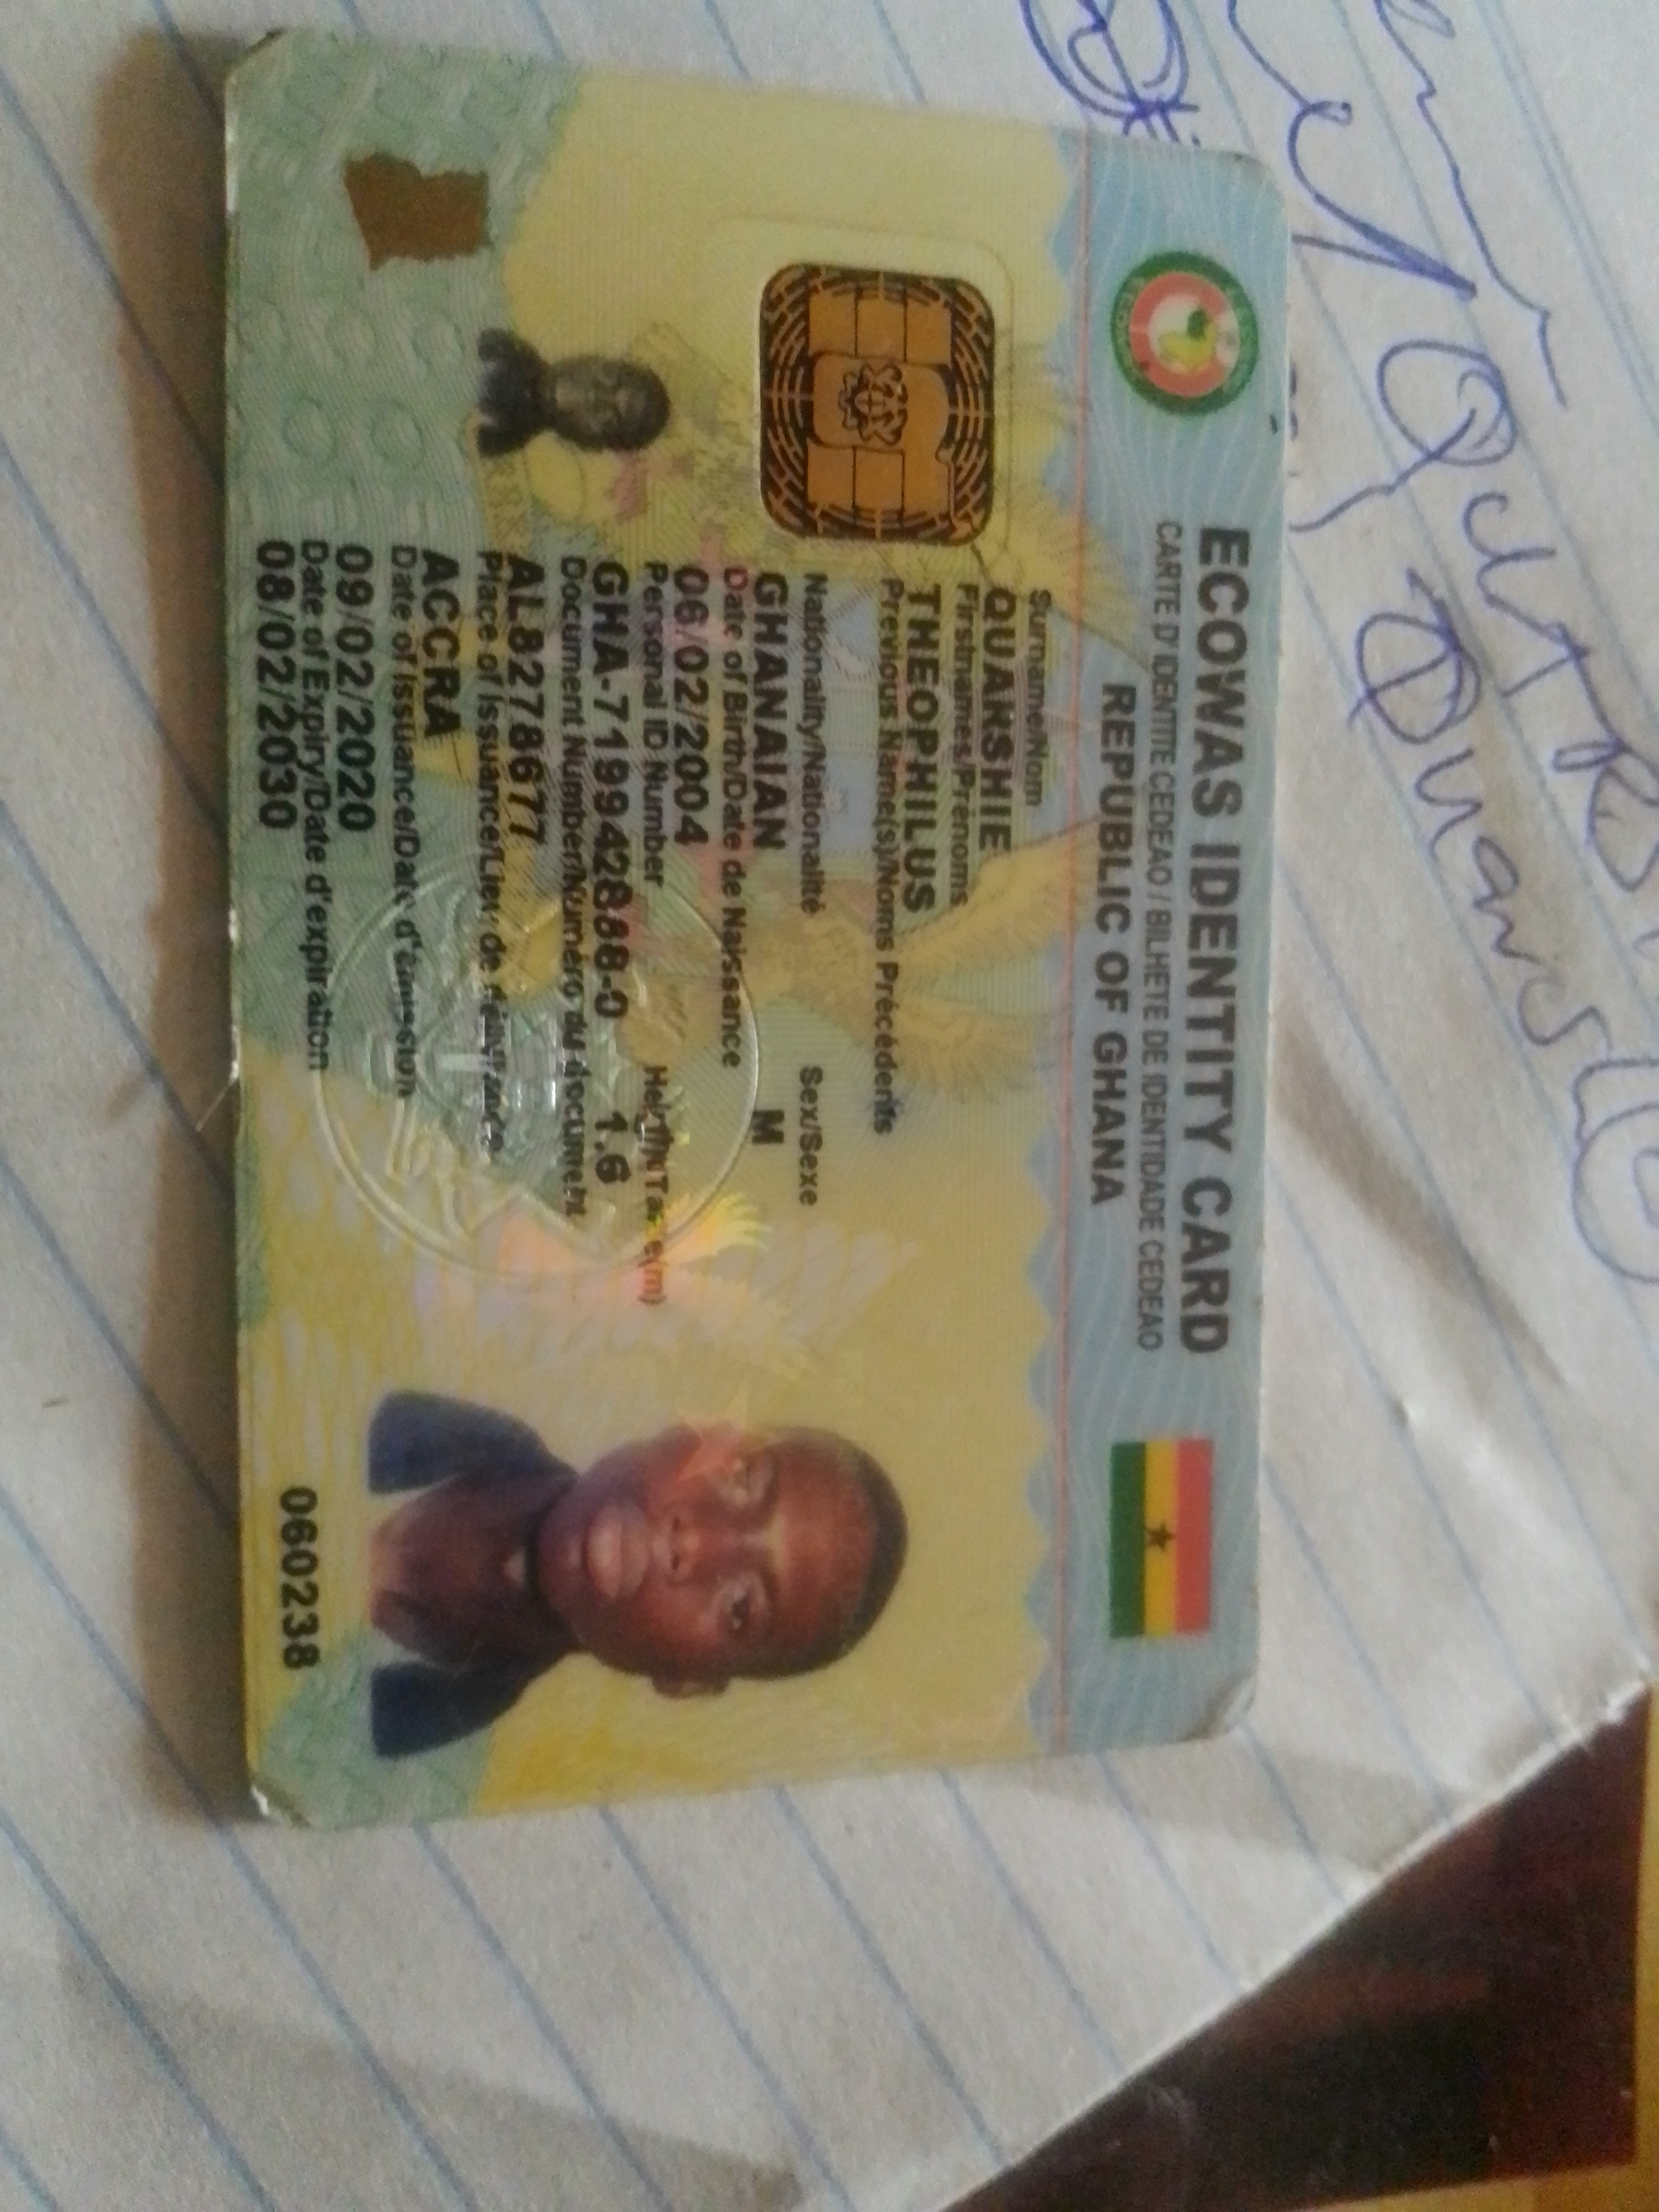 ECOWAS IDENTITY CARD
CARTE D'IDENTITE CEDEAO / BILHETE DE IDENTIDADE CEDEAO
REPUBLIC OF GHANA
Surname/Nom
QUARSHIE
Firstnames/Prénoms
THEOPHILUS
Previous Name(s)/Noms Précédents
Nationality/Nationalité Sex/Sexe
GHANAIAN M
Date of Birth/Date de Naissance
06/02/2004
Personal ID Number Height/Taille(m)
GHA-719942888-0 1.6
Document Number/Numéro du document
AL8278677
Place of Issuance/Lieu de délivrance
ACCRA
Date of Issuance/Date d'émission
09/02/2020
Date of Expiry/Date d'expiration
08/02/2030
060238